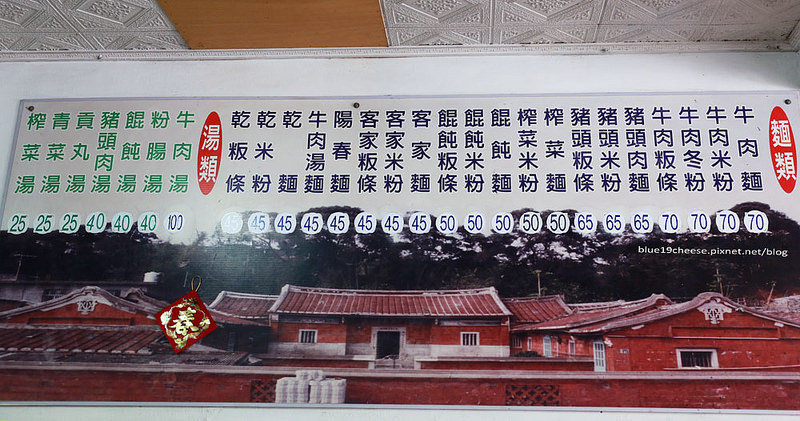 麵類
牛肉麵 70
牛肉米粉 70
牛肉冬粉 70
牛肉粄條 70
豬頭肉麵 65
豬頭米粉 65
豬頭粄條 65
榨菜麵 50
榨菜米粉 50
餛飩麵 50
餛飩米粉 50
餛飩粄條 50
客家麵 45
客家米粉 45
客家粄條 45
陽春麵 45
牛肉湯麵 45
乾麵 45
乾米粉 45
乾粄條 45
湯類
牛肉湯 100
粉腸湯 40
餛飩湯 40
豬頭肉湯 40
貢丸湯 25
青菜湯 25
榨菜湯 25
blue19cheese.pixnet.net/blog
春